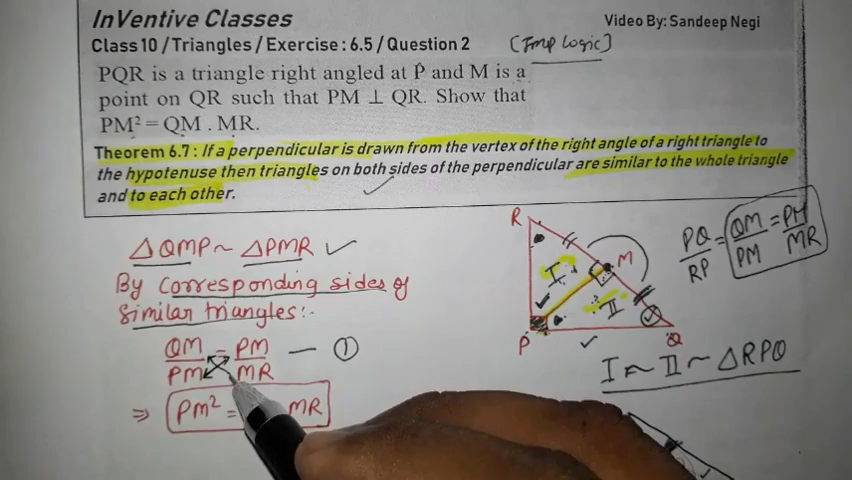 InVentive Classes
Video By: Sandeep Negi
Class 10 / Triangles / Exercise : 6.5 / Question 2 [Imp Logic]
PQR is a triangle right angled at P and M is a
point on QR such that PM ⊥ QR. Show that
PM² = QM . MR.
Theorem 6.7 : If a perpendicular is drawn from the vertex of the right angle of a right triangle to
the hypotenuse then triangles on both sides of the perpendicular are similar to the whole triangle
and to each other.
△QMP ~ △PMR ✓
By Corresponding sides of
similar triangles:-
QM/PM = PM/MR — ①
⇒ PM² = MR
R
M
I
II
P
Q
PQ/RP = QM/PM = PM/MR
I ~ II ~ △RPQ